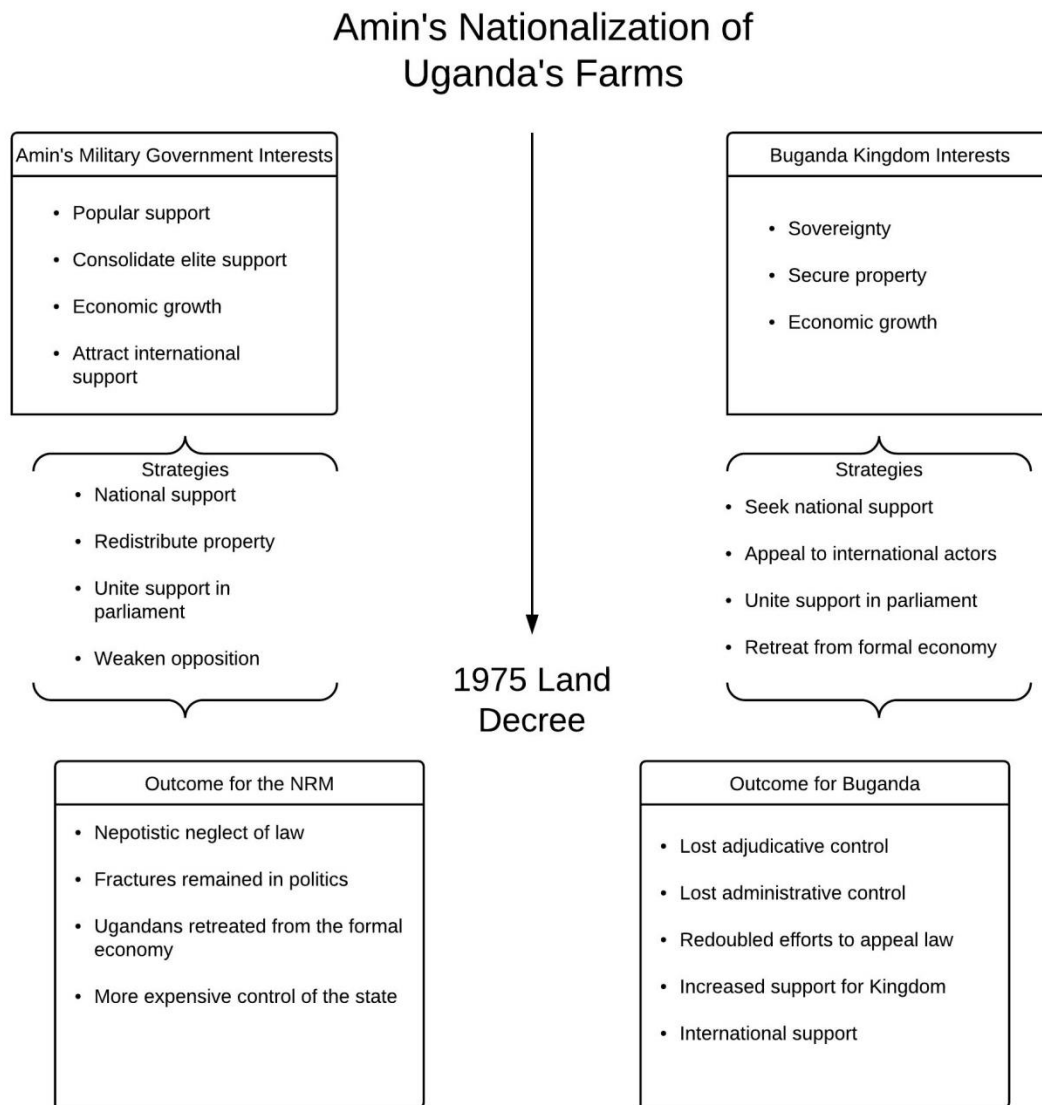 Amin's Nationalization of
Uganda's Farms
Amin's Military Government Interests
• Popular support
• Consolidate elite support
• Economic growth
• Attract international
support
Buganda Kingdom Interests
• Sovereignty
• Secure property
• Economic growth
Strategies
• National support
• Redistribute property
• Unite support in
parliament
• Weaken opposition
Strategies
• Seek national support
• Appeal to international actors
• Unite support in parliament
• Retreat from formal economy
1975 Land
Decree
Outcome for the NRM
• Nepotistic neglect of law
• Fractures remained in politics
• Ugandans retreated from the formal
economy
• More expensive control of the state
Outcome for Buganda
• Lost adjudicative control
• Lost administrative control
• Redoubled efforts to appeal law
• Increased support for Kingdom
• International support